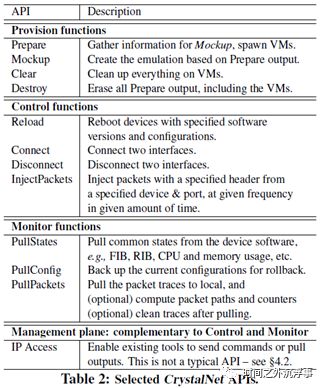 API Description
Provision functions
Prepare Gather information for Mockup, spawn VMs.
Mockup Create the emulation based on Prepare output.
Clear Clean up everything on VMs.
Destroy Erase all Prepare output, including the VMs.
Control functions
Reload Reboot devices with specified software
versions and configurations.
Connect Connect two interfaces.
Disconnect Disconnect two interfaces.
InjectPackets Inject packets with a specified header from
a specified device & port, at given frequency
in given amount of time.
Monitor functions
PullStates Pull common states from the device software,
e.g., FIB, RIB, CPU and memory usage, etc.
PullConfig Back up the current configurations for rollback.
PullPackets Pull the packet traces to local, and
(optional) compute packet paths and counters
(optional) clean traces after pulling.
Management plane: complementary to Control and Monitor
IP Access Enable existing tools to send commands or pull
outputs. This is not a typical API – see §4.2.
Table 2: Selected CrystalNet APIs.
时间之外沉浮事